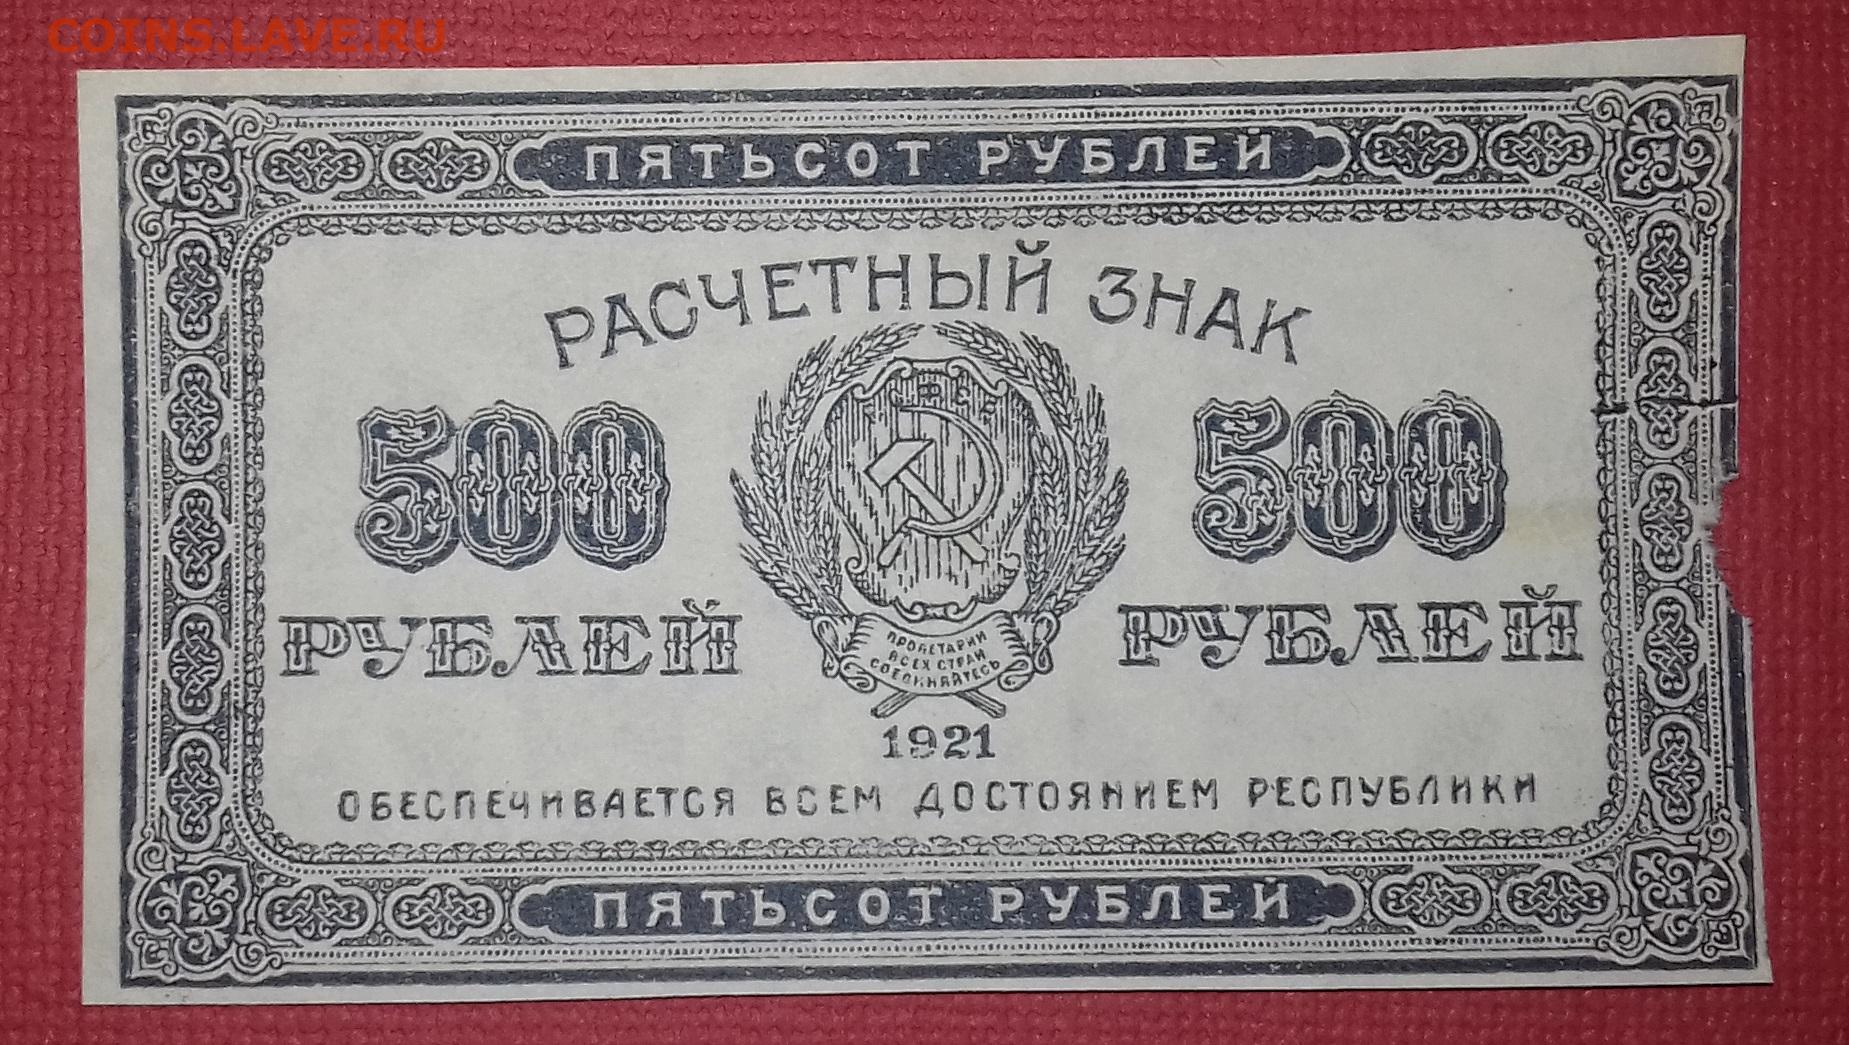 COINS.LAVE.RU
ПЯТЬСОТ РУБЛЕЙ
РАСЧЕТНЫЙ ЗНАК
500 500
РУБЛЕЙ РУБЛЕЙ
ПРОЛЕТАРИИ
ВСЕХ СТРАН
СОЕДИНЯЙТЕСЬ
1921
ОБЕСПЕЧИВАЕТСЯ ВСЕМ ДОСТОЯНИЕМ РЕСПУБЛИКИ
ПЯТЬСОТ РУБЛЕЙ